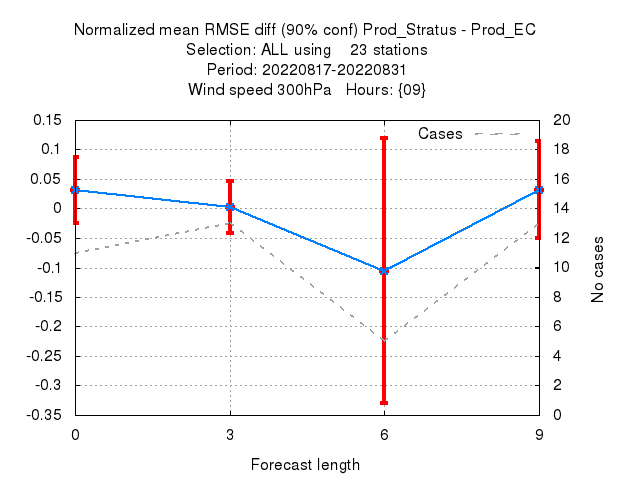 Normalized mean RMSE diff (90% conf) Prod_Stratus - Prod_EC
Selection: ALL using    23 stations
Period: 20220817-20220831
Wind speed 300hPa   Hours: {09}
Cases
0.15
0.1
0.05
0
-0.05
-0.1
-0.15
-0.2
-0.25
-0.3
-0.35
20
18
16
14
12
10
8
6
4
2
0
No cases
0 3 6 9
Forecast length